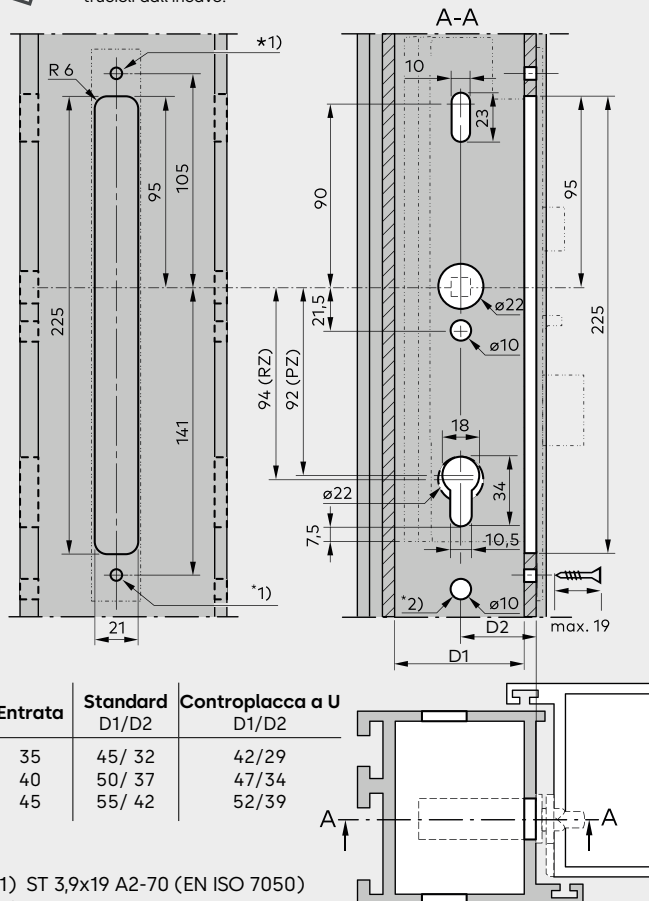 trucioli dall'incavo.
A-A
*1)
R 6
10
23
95
105
90
95
ø22
21,5
ø10
225
225
94 (RZ)
92 (PZ)
141
18
34
ø22
7,5
10,5
*1)
*2)
ø10
D2
max. 19
21
D1
Entrata
Standard
D1/D2
Controplacca a U
D1/D2
35 45/ 32 42/29
40 50/ 37 47/34
45 55/ 42 52/39
A
A
1) ST 3,9x19 A2-70 (EN ISO 7050)